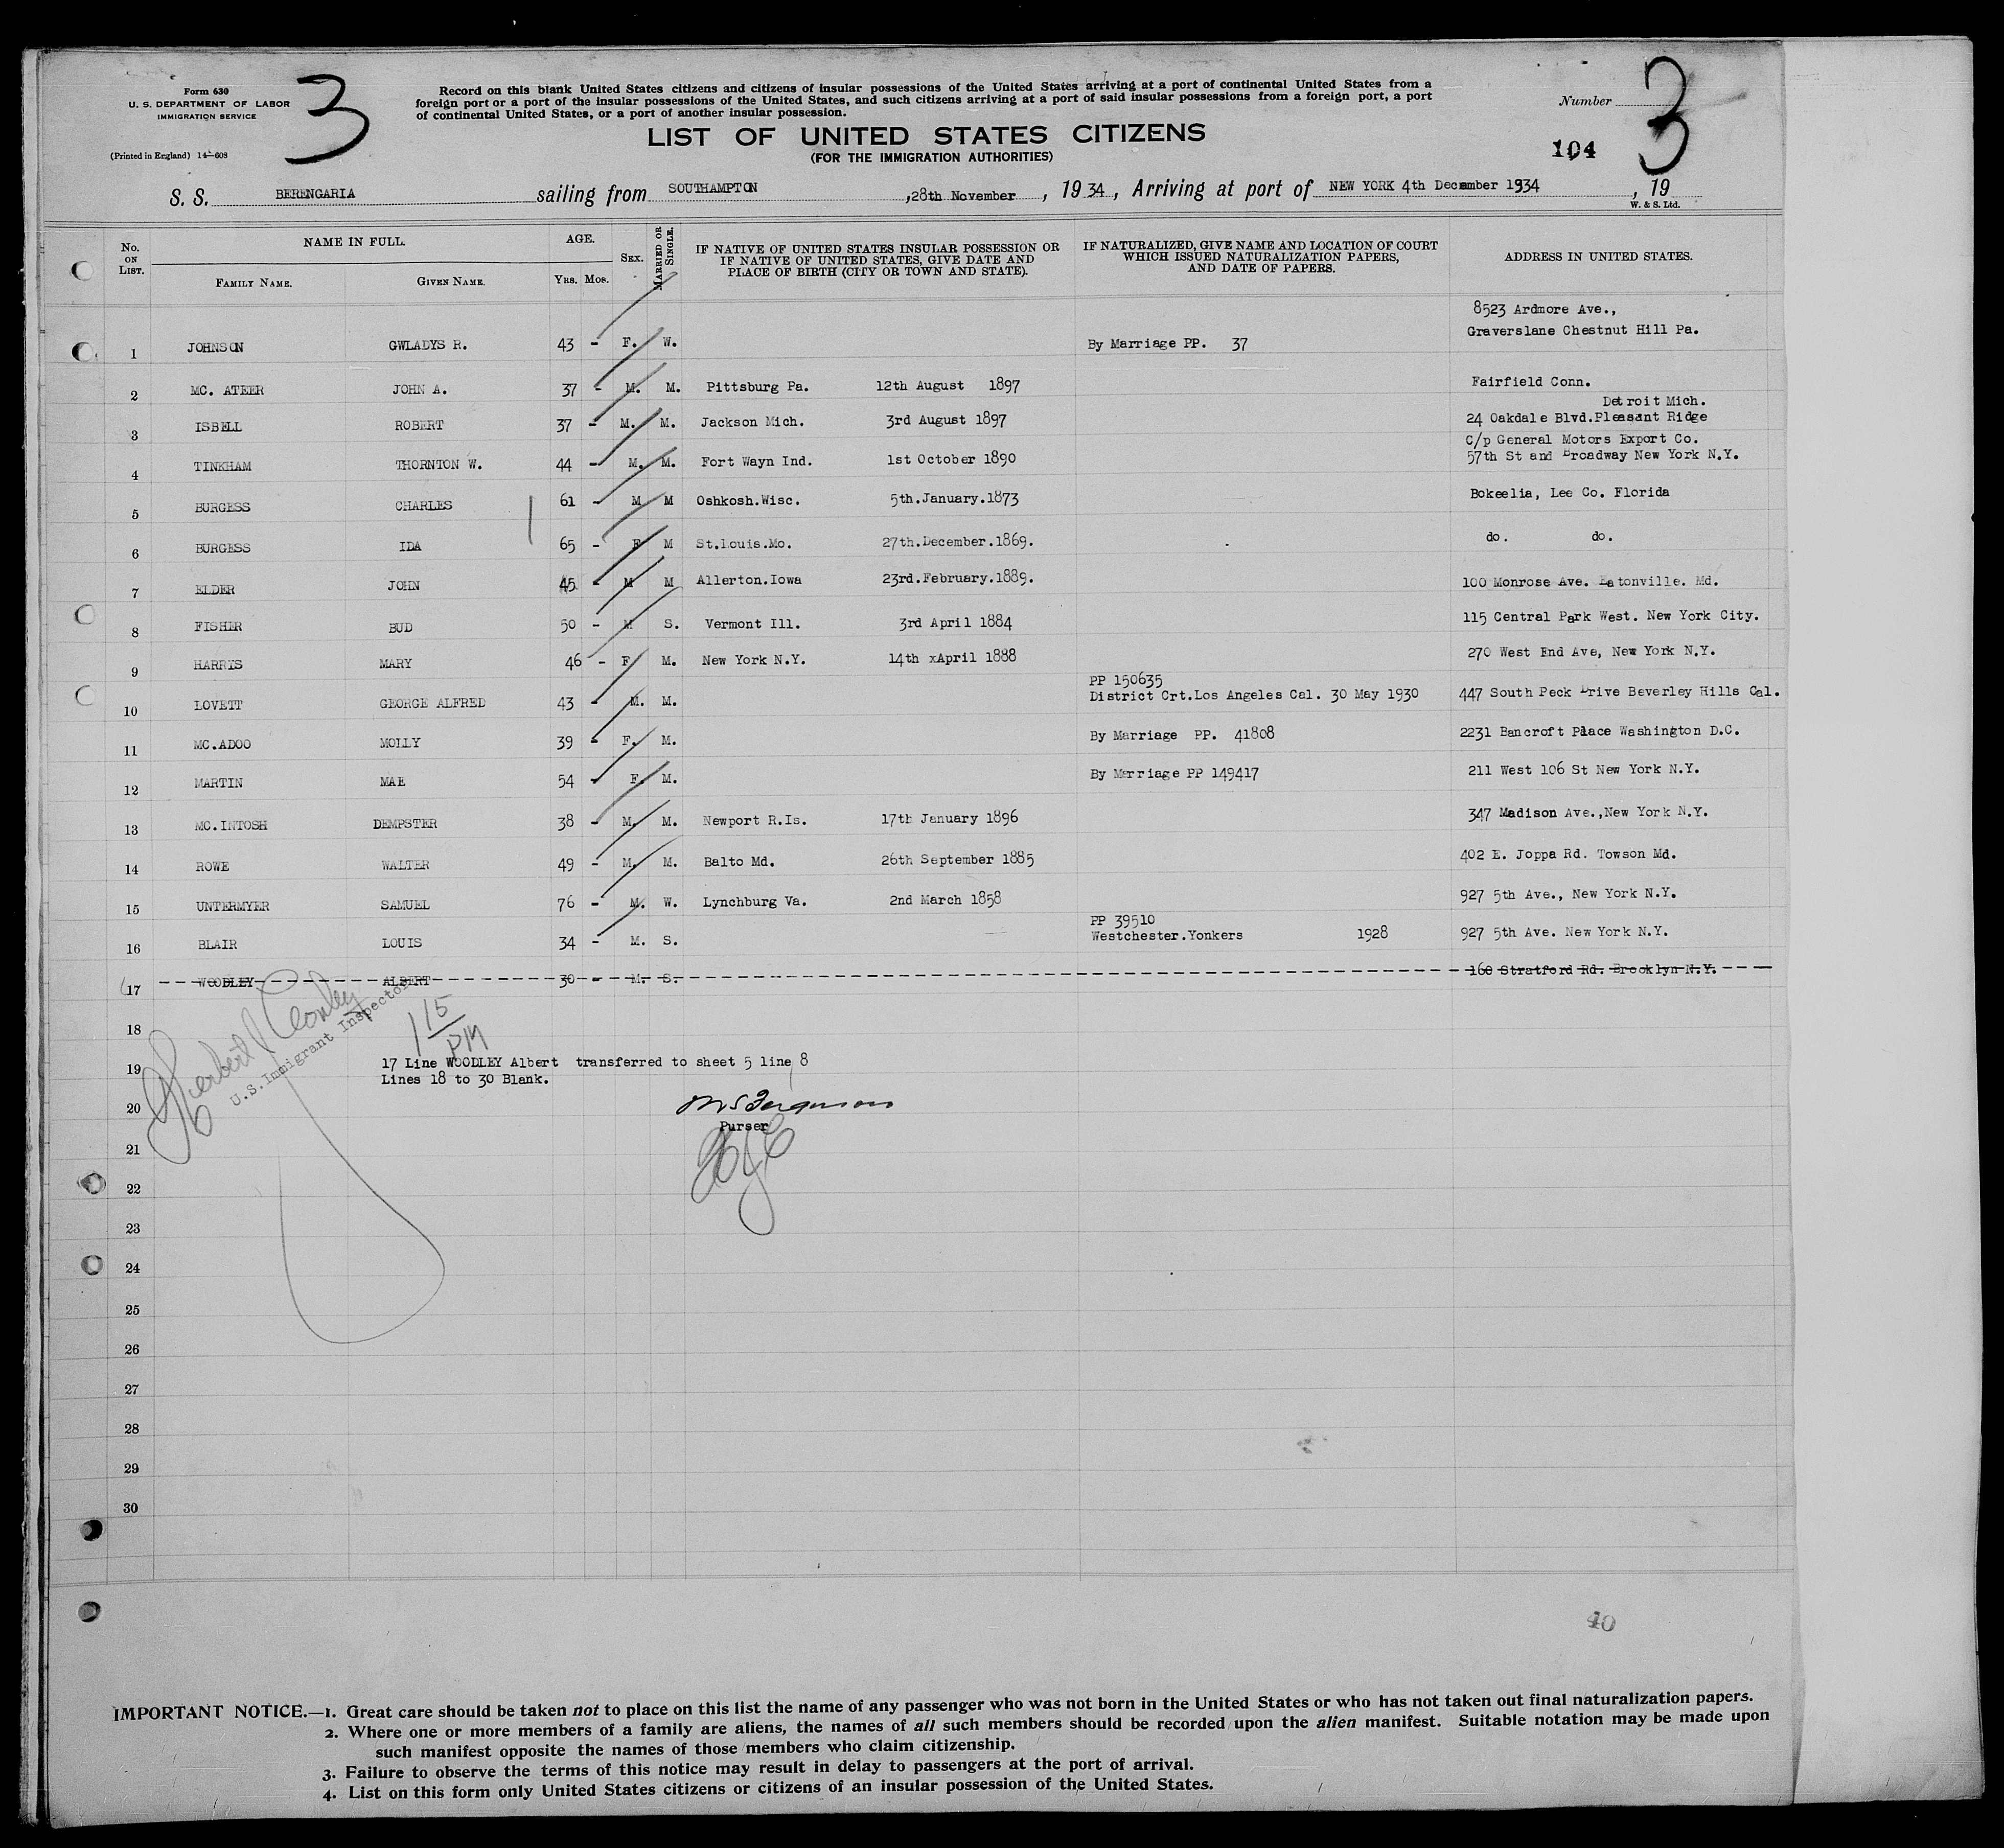 Form 630
U. S. DEPARTMENT OF LABOR
IMMIGRATION SERVICE
(Printed in England) 14—608
3
Record on this blank United States citizens and citizens of insular possessions of the United States arriving at a port of continental United States from a
foreign port or a port of the insular possessions of the United States, and such citizens arriving at a port of said insular possessions from a foreign port, a port
of continental United States, or a port of another insular possession.
LIST OF UNITED STATES CITIZENS
(FOR THE IMMIGRATION AUTHORITIES)
Number 3
104
S. S. BERENGARIA sailing from SOUTHAMPTON ,28th November , 19 34 , Arriving at port of NEW YORK 4th December 1934 , 19
W. & S. Ltd.
No. ON LIST. NAME IN FULL. AGE. SEX. MARRIED OR SINGLE. IF NATIVE OF UNITED STATES INSULAR POSSESSION OR IF NATIVE OF UNITED STATES, GIVE DATE AND PLACE OF BIRTH (CITY OR TOWN AND STATE). IF NATURALIZED, GIVE NAME AND LOCATION OF COURT WHICH ISSUED NATURALIZATION PAPERS, AND DATE OF PAPERS. ADDRESS IN UNITED STATES.
FAMILY NAME. GIVEN NAME. YRS. MOS.
8523 Ardmore Ave.,
Graverslane Chestnut Hill Pa.
1 JOHNSON GWLADYS R. 43 - F. W. By Marriage PP. 37
2 MC. ATEER JOHN A. 37 - M. M. Pittsburg Pa. 12th August 1897 Fairfield Conn.
Detroit Mich.
3 ISBELL ROBERT 37 - M. M. Jackson Mich. 3rd August 1897 24 Oakdale Blvd.Pleasant Ridge
C/p General Motors Export Co.
4 TINKHAM THORNTON W. 44 - M. M. Fort Wayn Ind. 1st October 1890 57th St and Broadway New York N.Y.
5 BURGESS CHARLES 61 - M M Oshkosh.Wisc. 5th.January.1873 Bokeelia, Lee Co. Florida
6 BURGESS IDA 65 - F M St.Louis.Mo. 27th.December.1869. do. do.
7 ELDER JOHN 45 - M M Allerton.Iowa 23rd.February.1889. 100 Monrose Ave. Eatonville. Md.
8 FISHER BUD 50 - M S. Vermont Ill. 3rd April 1884 115 Central Park West. New York City.
9 HARRIS MARY 46 - F M. New York N.Y. 14th xApril 1888 270 West End Ave, New York N.Y.
PP 150635
10 LOVETT GEORGE ALFRED 43 - M. M. District Crt.Los Angeles Cal. 30 May 1930 447 South Peck Drive Beverley Hills Cal.
11 MC.ADOO MOLLY 39 - F. M. By Marriage PP. 41808 2231 Bancroft Place Washington D.C.
12 MARTIN MAE 54 - F. M. By Marriage PP 149417 211 West 106 St New York N.Y.
13 MC.INTOSH DEMPSTER 38 - M. M. Newport R.Is. 17th January 1896 347 Madison Ave.,New York N.Y.
14 ROWE WALTER 49 - M. M. Balto Md. 26th September 1885 402 E. Joppa Rd. Towson Md.
15 UNTERMYER SAMUEL 76 - M. W. Lynchburg Va. 2nd March 1858 927 5th Ave., New York N.Y.
PP 39510
16 BLAIR LOUIS 34 - M. S. Westchester.Yonkers 1928 927 5th Ave. New York N.Y.
17 WOODLEY ALBERT 30 - M. S. 160 Stratford Rd. Brooklyn N.Y.
U.S.Immigrant Inspector
115 PM
18
17 Line WOODLEY Albert transferred to sheet 5 line 8
19
Lines 18 to 30 Blank.
20
Purser
21
22
23
24
25
26
27
28
29
30
40
IMPORTANT NOTICE.—1. Great care should be taken not to place on this list the name of any passenger who was not born in the United States or who has not taken out final naturalization papers.
2. Where one or more members of a family are aliens, the names of all such members should be recorded upon the alien manifest. Suitable notation may be made upon
such manifest opposite the names of those members who claim citizenship.
3. Failure to observe the terms of this notice may result in delay to passengers at the port of arrival.
4. List on this form only United States citizens or citizens of an insular possession of the United States.